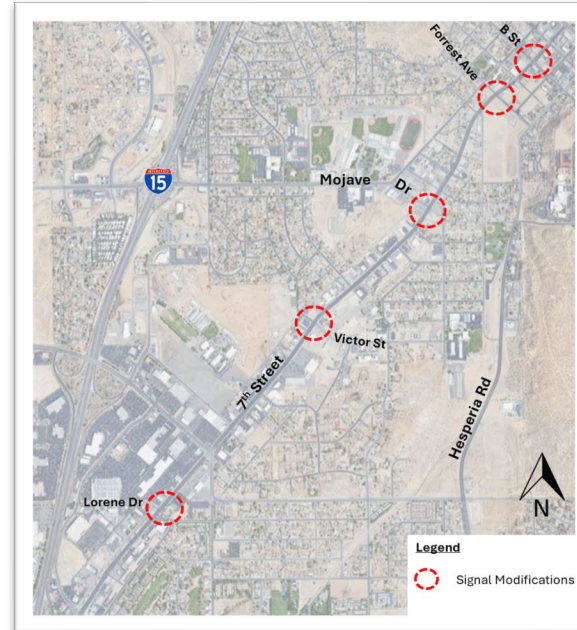 B St
Forrest Ave
15
Mojave
Dr
Victor St
7th Street
Hesperia Rd
Lorene Dr
N
Legend
Signal Modifications